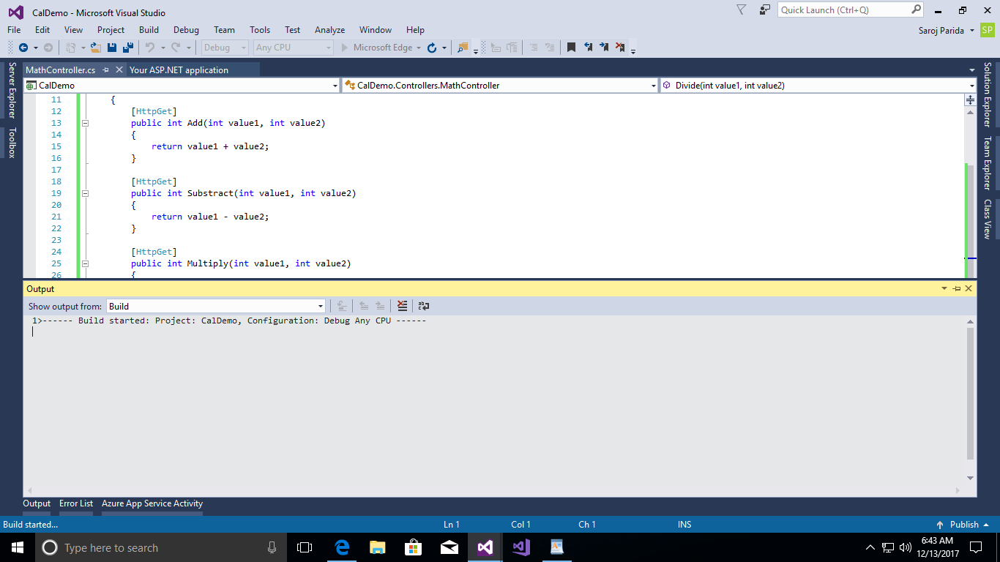 CalDemo - Microsoft Visual Studio
Quick Launch (Ctrl+Q)
File Edit View Project Build Debug Team Tools Test Analyze Window Help
Saroj Parida SP
Debug Any CPU Microsoft Edge
Server Explorer
Toolbox
MathController.cs Your ASP.NET application
CalDemo CalDemo.Controllers.MathController Divide(int value1, int value2)
11 {
12 [HttpGet]
13 public int Add(int value1, int value2)
14 {
15 return value1 + value2;
16 }
17
18 [HttpGet]
19 public int Substract(int value1, int value2)
20 {
21 return value1 - value2;
22 }
23
24 [HttpGet]
25 public int Multiply(int value1, int value2)
26 {
Solution Explorer
Team Explorer
Class View
Output
Show output from: Build
1>------ Build started: Project: CalDemo, Configuration: Debug Any CPU ------
Output Error List Azure App Service Activity
Build started... Ln 1 Col 1 Ch 1 INS Publish
Type here to search
6:43 AM
12/13/2017